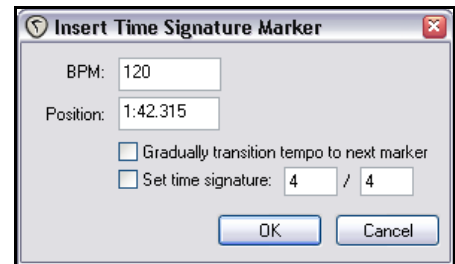 Insert Time Signature Marker
BPM: 120
Position: 1:42.315
Gradually transition tempo to next marker
Set time signature: 4 / 4
OK Cancel